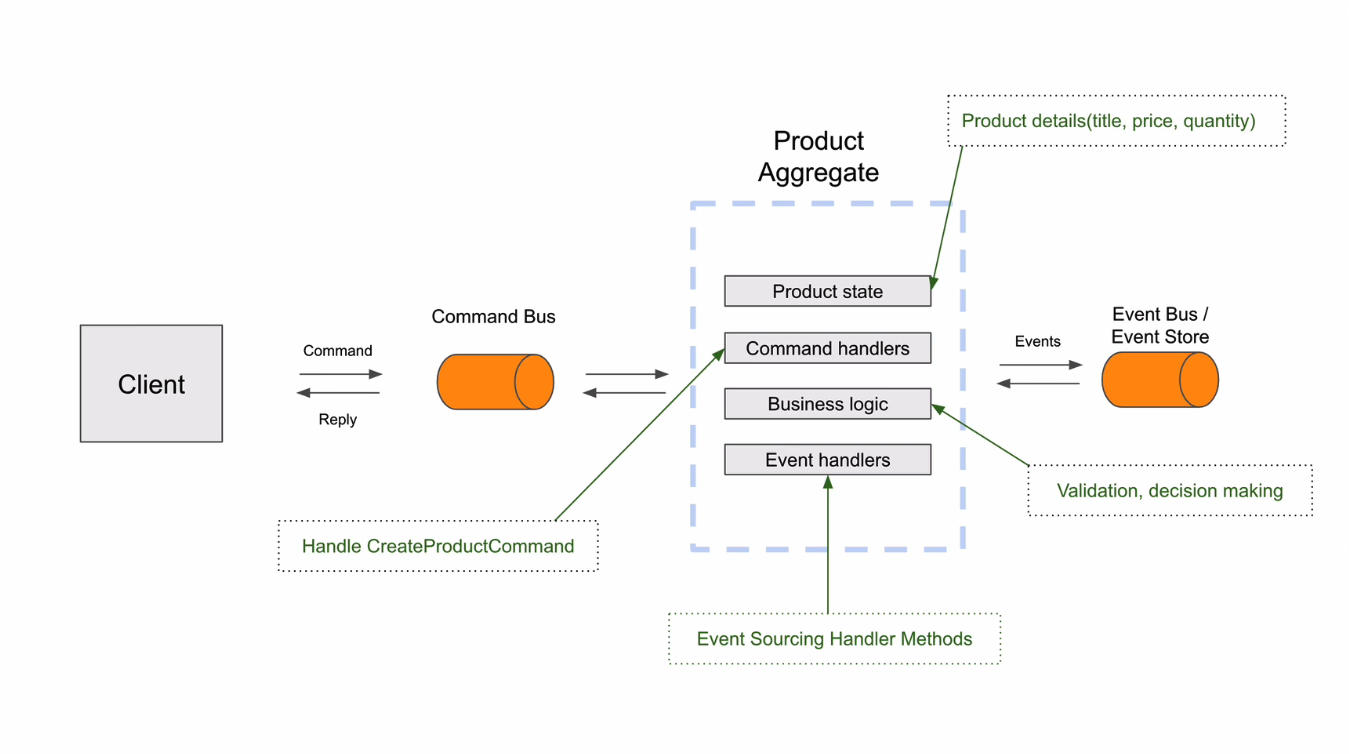 Product details(title, price, quantity)
Product
Aggregate
Product state
Command Bus
Event Bus /
Event Store
Command
Events
Command handlers
Client
Business logic
Reply
Event handlers
Validation, decision making
Handle CreateProductCommand
Event Sourcing Handler Methods